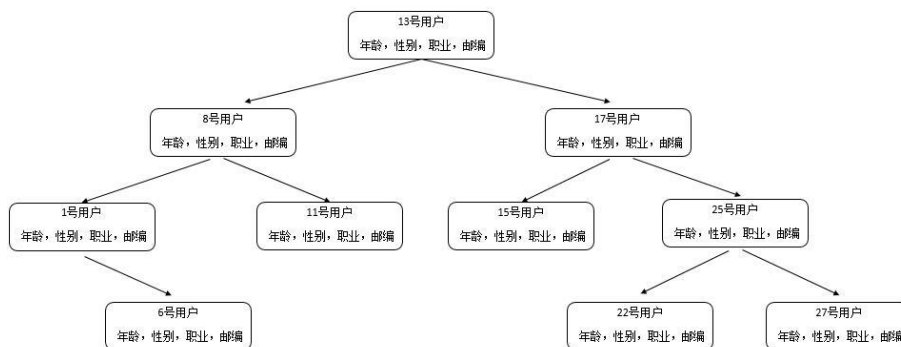 13号用户
年龄，性别，职业，邮编
8号用户
年龄，性别，职业，邮编
17号用户
年龄，性别，职业，邮编
1号用户
年龄，性别，职业，邮编
11号用户
年龄，性别，职业，邮编
15号用户
年龄，性别，职业，邮编
25号用户
年龄，性别，职业，邮编
6号用户
年龄，性别，职业，邮编
22号用户
年龄，性别，职业，邮编
27号用户
年龄，性别，职业，邮编